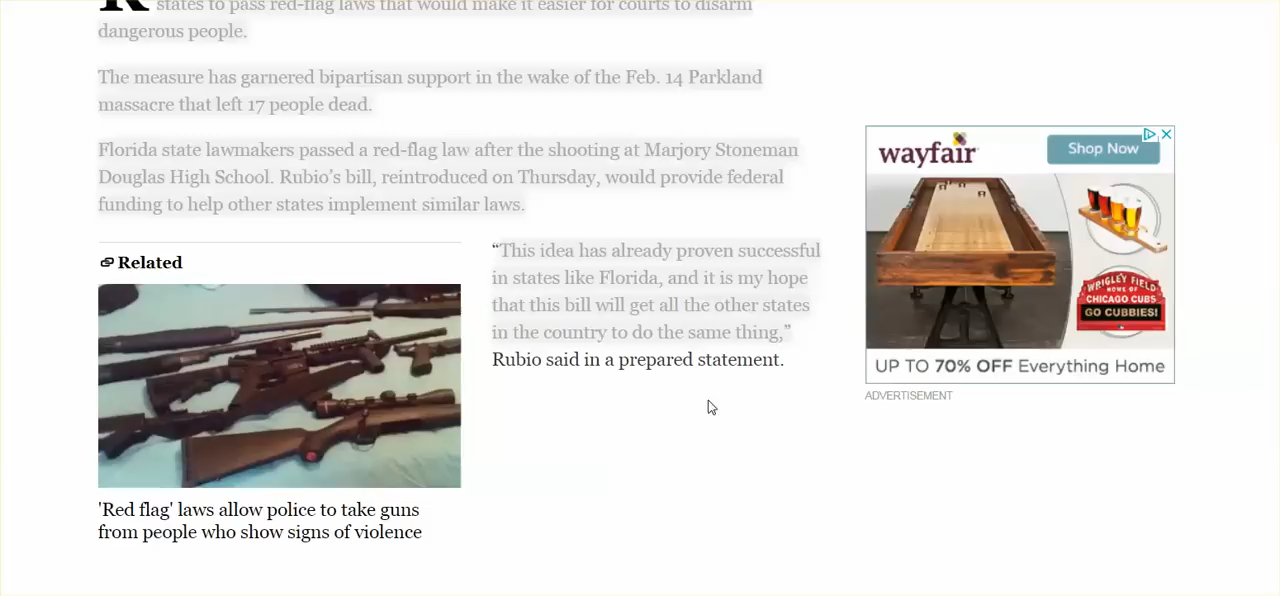 states to pass red-flag laws that would make it easier for courts to disarm
dangerous people.
The measure has garnered bipartisan support in the wake of the Feb. 14 Parkland
massacre that left 17 people dead.
Florida state lawmakers passed a red-flag law after the shooting at Marjory Stoneman
Douglas High School. Rubio’s bill, reintroduced on Thursday, would provide federal
funding to help other states implement similar laws.
Related
'Red flag' laws allow police to take guns
from people who show signs of violence
“This idea has already proven successful
in states like Florida, and it is my hope
that this bill will get all the other states
in the country to do the same thing,”
Rubio said in a prepared statement.
wayfair
Shop Now
WRIGLEY FIELD
HOME OF
CHICAGO CUBS
GO CUBBIES!
UP TO 70% OFF Everything Home
ADVERTISEMENT